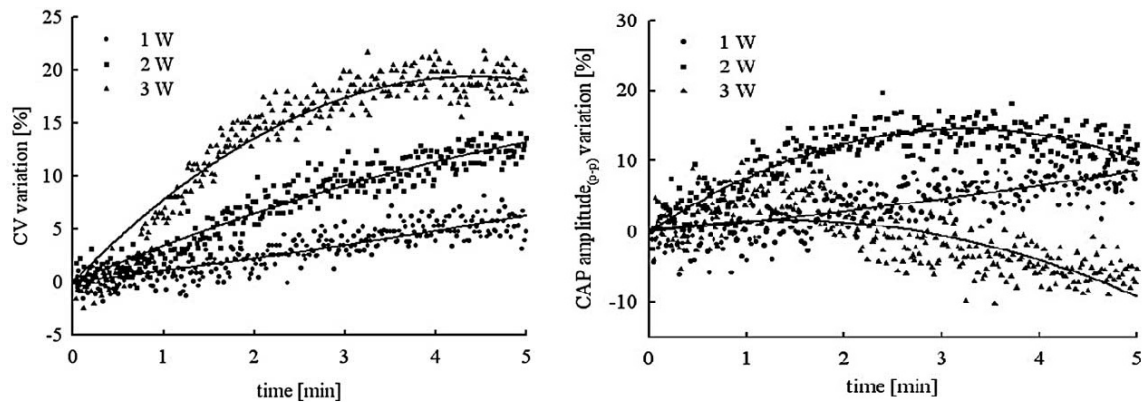 CV variation [%]
25
20
15
10
5
0
-5
1 W
2 W
3 W
0 1 2 3 4 5
time [min]
CAP amplitude(p-p) variation [%]
30
20
10
0
-10
1 W
2 W
3 W
0 1 2 3 4 5
time [min]